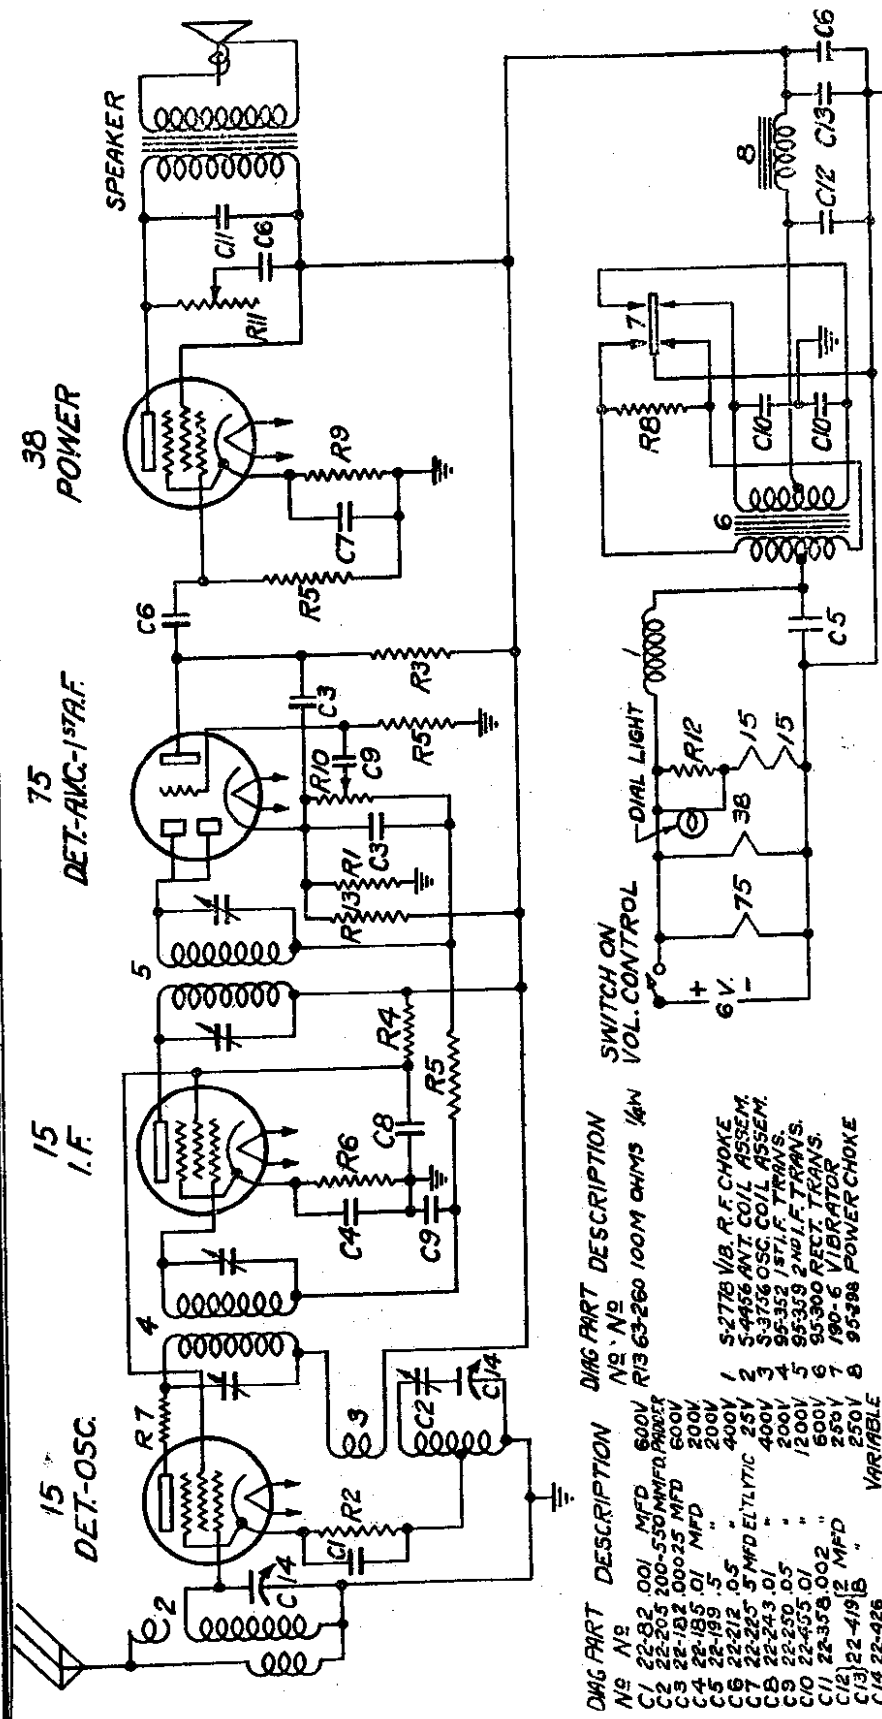 15
DET.-OSC.
15
I.F.
75
DET.-AVC.-1ST A.F.
38
POWER
SPEAKER
2
C14
R7
C1
R2
3
C2
C14
4
C4
R6
C9
C8
R4
R5
5
R13
R1
C3
R10
C9
C3
R5
R3
C6
R5
C7
R9
R11
C6
C11
SWITCH ON
VOL. CONTROL
DIAL LIGHT
+
6 V.
-
75
38
R12
15
15
1
C5
6
R8
C10
C10
7
8
C12
C13
C6
DIAG PART DESCRIPTION
Nº Nº
C1 22-82 .001 MFD 600V
C2 22-205 200-550 MMFD. PADDER
C3 22-182 .00025 MFD 600V
C4 22-185 .01 MFD 200V
C5 22-199 .5 " 200V
C6 22-212 .05 " 400V
C7 22-225 5 MFD EL'TLYTIC 25V
C8 22-243 .01 " 400V
C9 22-250 .05 " 200V
C10 22-455 .01 " 1200V
C11 22-358 .002 " 600V
C12} 22-419 {12 MFD 250V
C13} {8 " 250V
C14 22-426 VARIABLE
DIAG PART DESCRIPTION
Nº Nº
R13 63-260 100M OHMS 1/4W
1 S-2778 VIB. R.F. CHOKE
2 S-4456 ANT. COIL ASSEM.
3 S-3756 OSC. COIL ASSEM.
4 95-352 1ST I.F. TRANS.
5 95-359 2ND I.F. TRANS.
6 95-300 RECT. TRANS.
7 190-6 VIBRATOR
8 95-298 POWER CHOKE